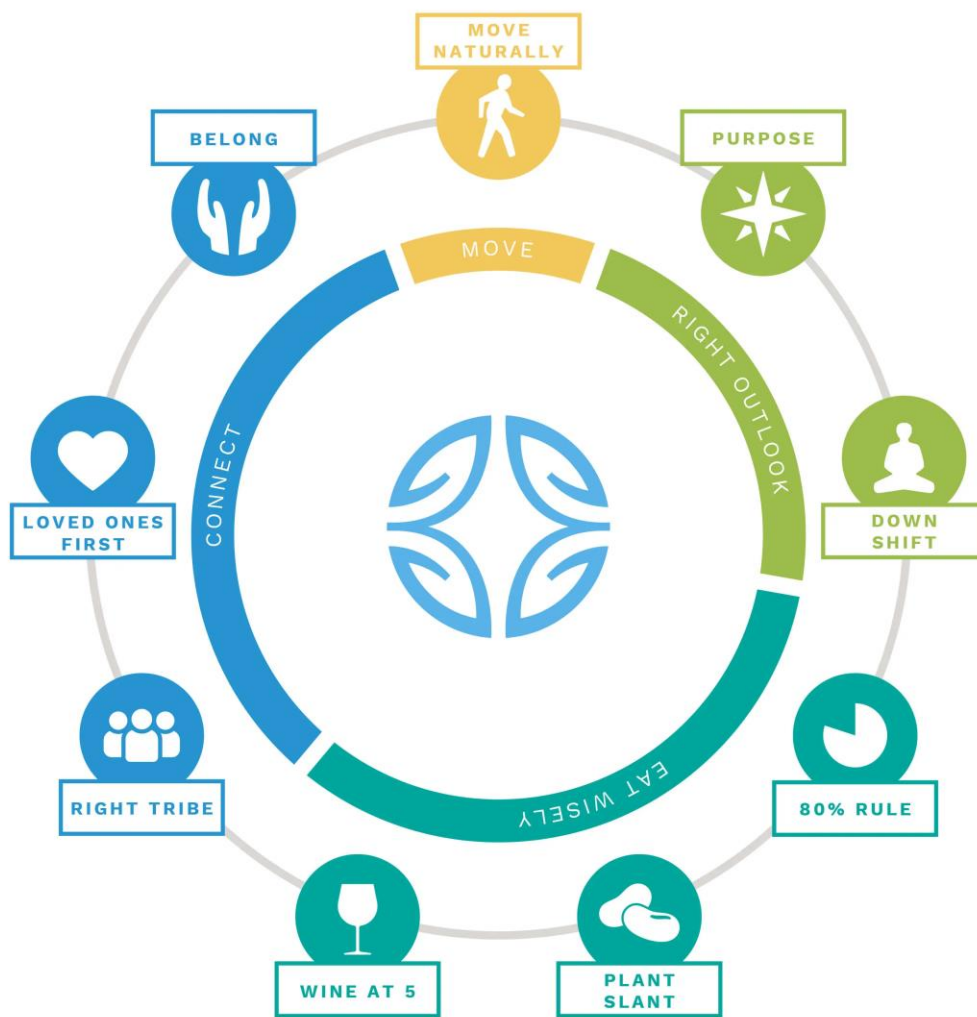 MOVE
NATURALLY
PURPOSE
DOWN
SHIFT
80% RULE
PLANT
SLANT
WINE AT 5
RIGHT TRIBE
LOVED ONES
FIRST
BELONG
MOVE
RIGHT OUTLOOK
EAT WISELY
CONNECT